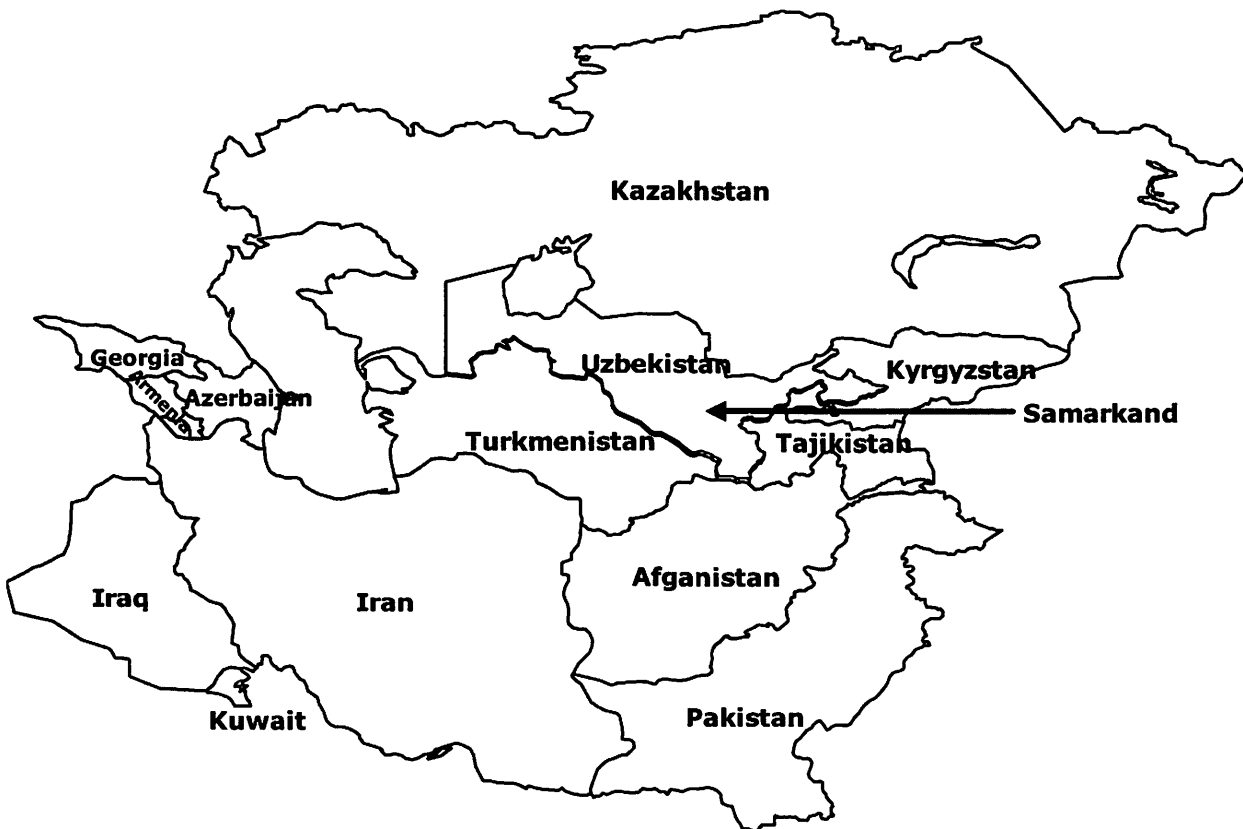 Kazakhstan
Georgia
Uzbekistan
Kyrgyzstan
Armenia
Azerbaijan
Samarkand
Turkmenistan
Tajikistan
Afganistan
Iraq
Iran
Kuwait
Pakistan